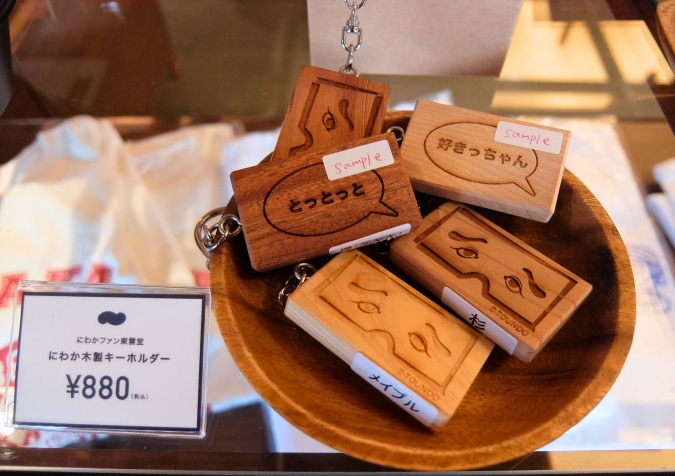 sample
好きっちゃん
sample
とっとっと
杉
©TOUNDO
メイプル
©TOUNDO
にわかファン東雲堂
にわか木製キーホルダー
¥880(税込)